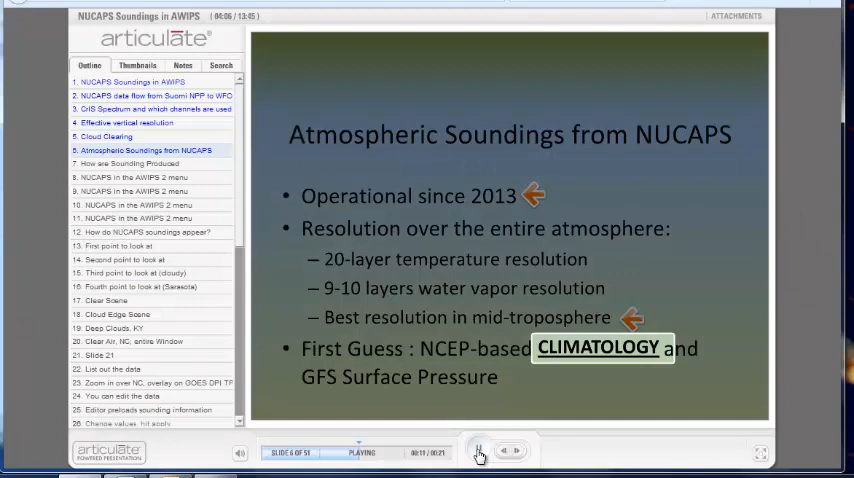 NUCAPS Soundings in AWIPS (04:06 / 13:45)
ATTACHMENTS
articulate®
Outline Thumbnails Notes Search
1. NUCAPS Soundings in AWIPS
2. NUCAPS data flow from Suomi NPP to WFO
3. CrIS Spectrum and which channels are used
4. Effective vertical resolution
5. Cloud Clearing
6. Atmospheric Soundings from NUCAPS
7. How are Sounding Produced
8. NUCAPS in the AWIPS 2 menu
9. NUCAPS in the AWIPS 2 menu
10. NUCAPS in the AWIPS 2 menu
11. NUCAPS in the AWIPS 2 menu
12. How do NUCAPS soundings appear?
13. First point to look at
14. Second point to look at
15. Third point to look at (cloudy)
16. Fourth point to look at (Sarasota)
17. Clear Scene
18. Cloud Edge Scene
19. Deep Clouds, KY
20. Clear Air, NC, entire Window
21. Slide 21
22. List out the data
23. Zoom in over NC, overlay on GOES DPI TF
24. You can edit the data
25. Editor preloads sounding information
26. Change values, hit apply
Atmospheric Soundings from NUCAPS
• Operational since 2013
• Resolution over the entire atmosphere:
– 20-layer temperature resolution
– 9-10 layers water vapor resolution
– Best resolution in mid-troposphere
• First Guess : NCEP-based CLIMATOLOGY and
GFS Surface Pressure
articulate
POWERED PRESENTATION
SLIDE 6 OF 51 PLAYING 00:11 / 00:21